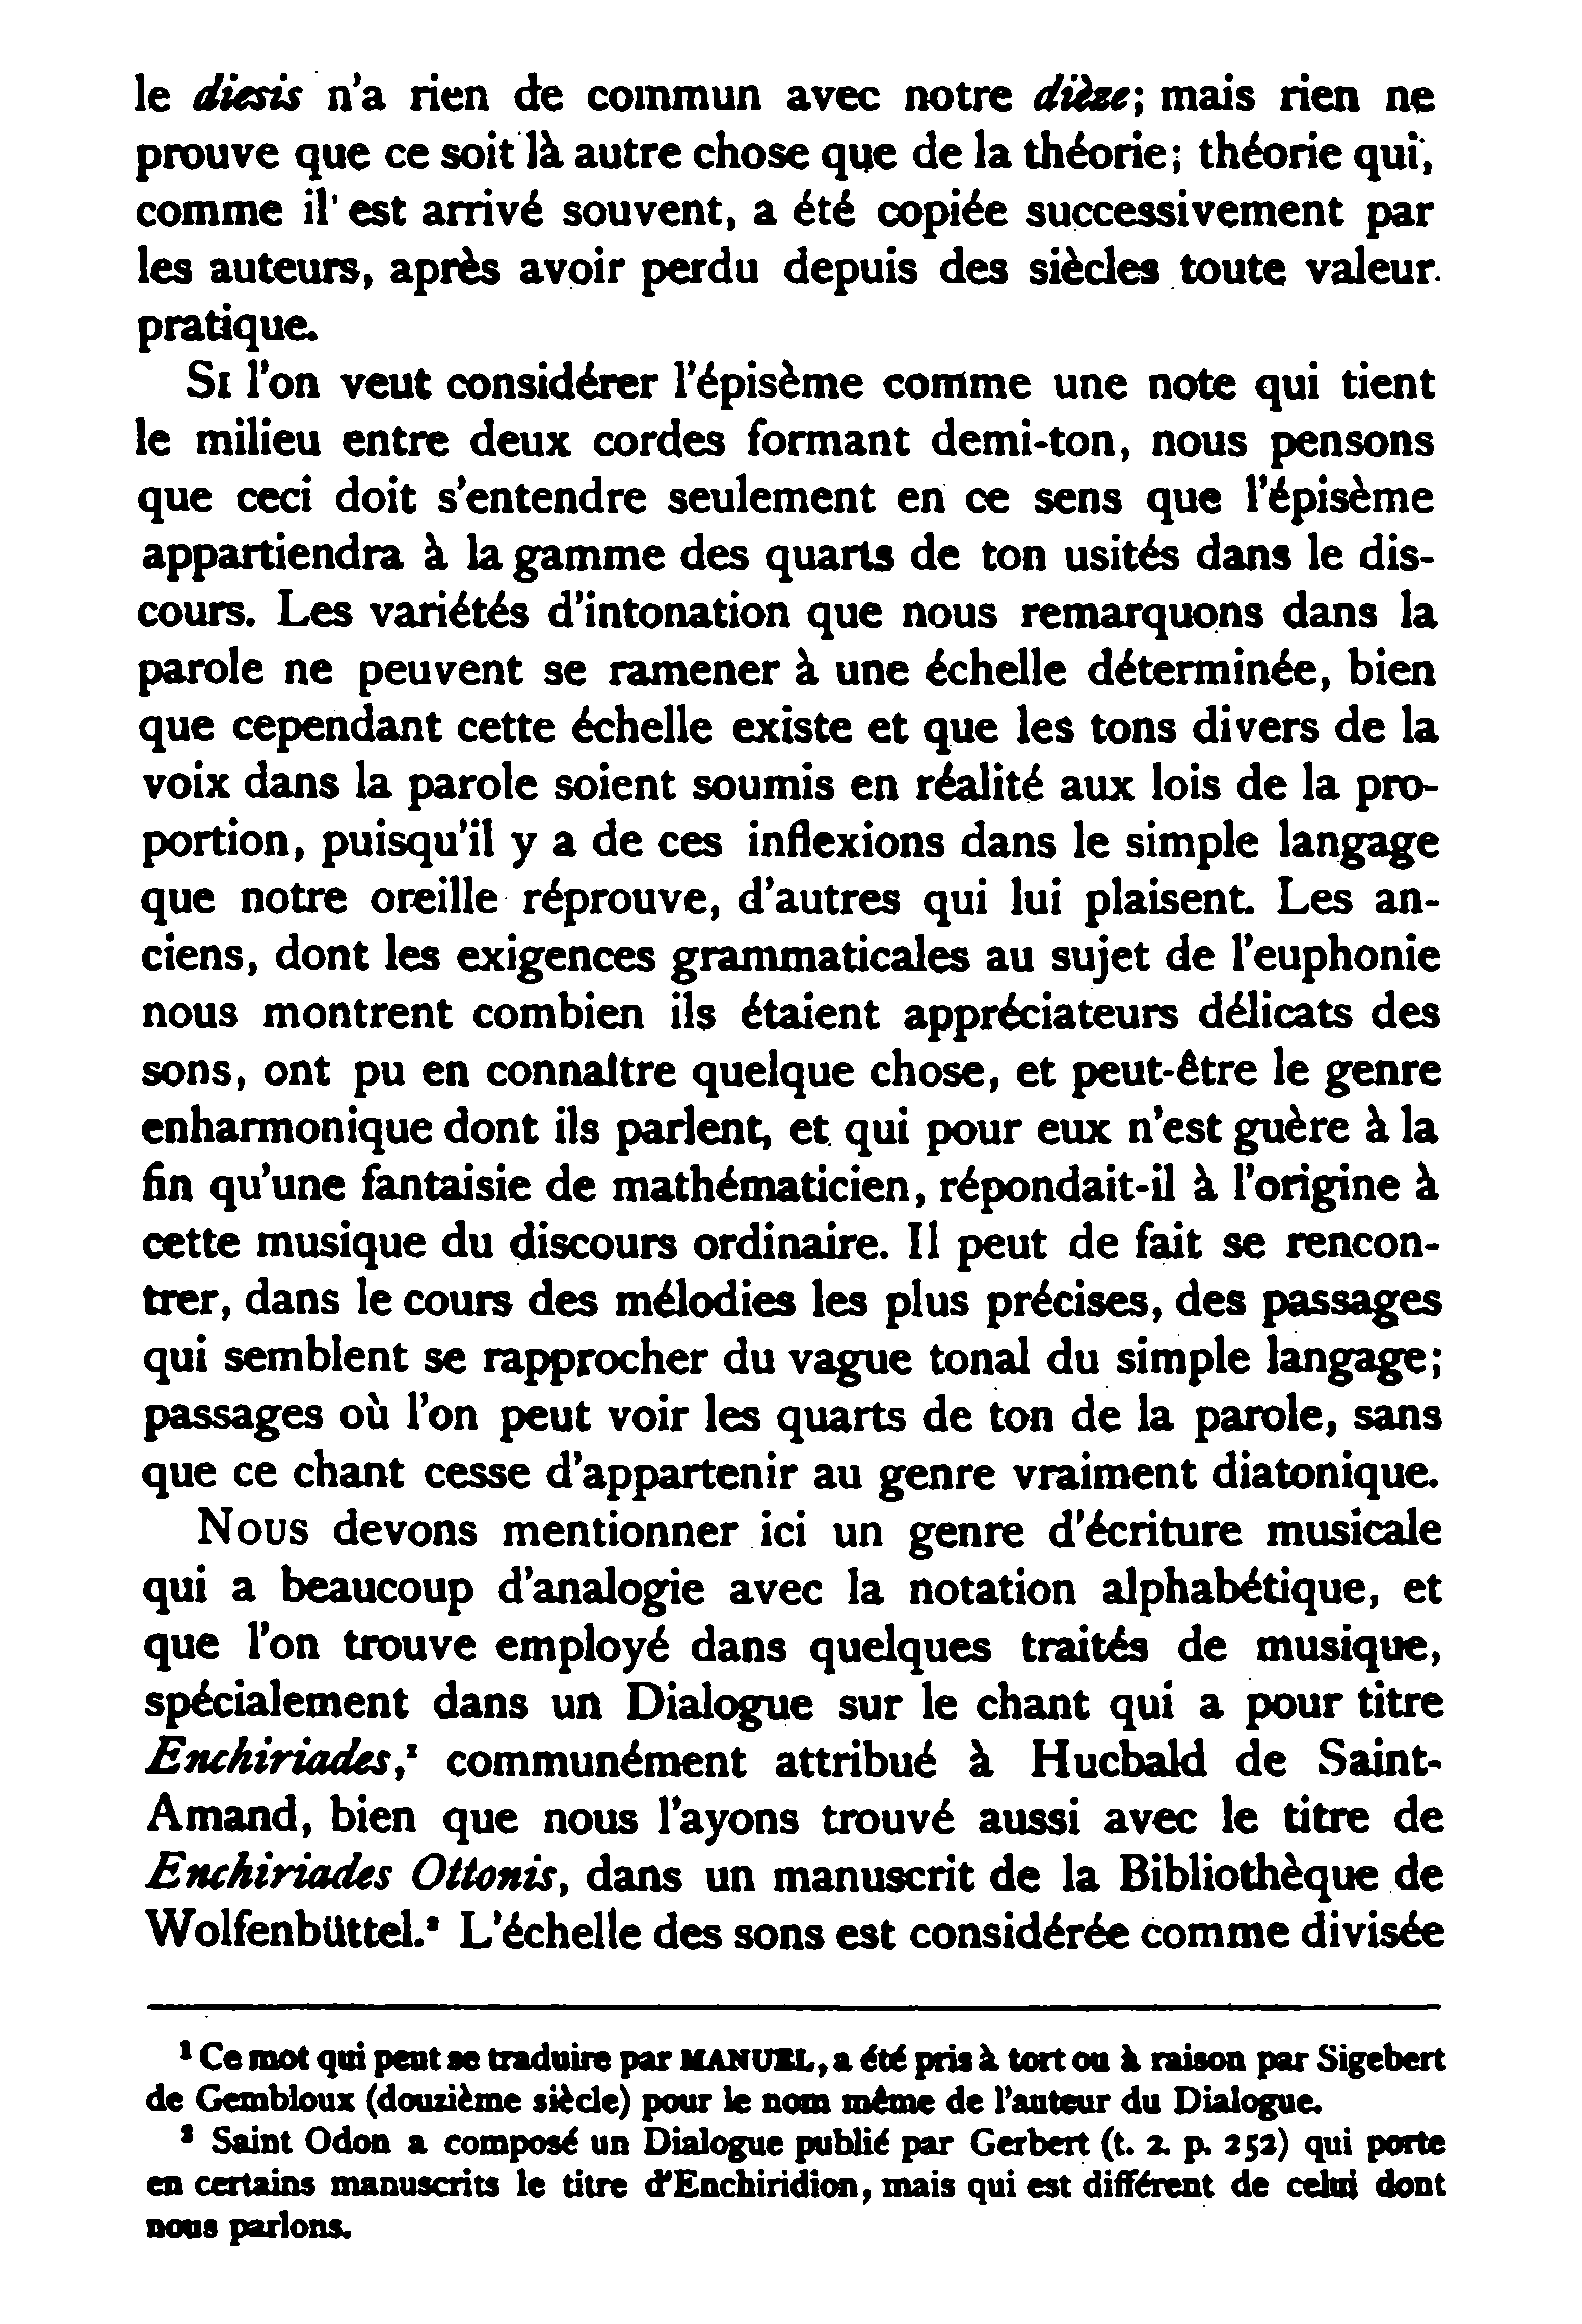 le diesis n'a rien de commun avec notre dièze; mais rien ne
prouve que ce soit là autre chose que de la théorie; théorie qui,
comme il est arrivé souvent, a été copiée successivement par
les auteurs, après avoir perdu depuis des siècles toute valeur
pratique.
SI l'on veut considérer l'épisème comme une note qui tient
le milieu entre deux cordes formant demi-ton, nous pensons
que ceci doit s'entendre seulement en ce sens que l'épisème
appartiendra à la gamme des quarts de ton usités dans le dis-
cours. Les variétés d'intonation que nous remarquons dans la
parole ne peuvent se ramener à une échelle déterminée, bien
que cependant cette échelle existe et que les tons divers de la
voix dans la parole soient soumis en réalité aux lois de la pro-
portion, puisqu'il y a de ces inflexions dans le simple langage
que notre oreille réprouve, d'autres qui lui plaisent. Les an-
ciens, dont les exigences grammaticales au sujet de l'euphonie
nous montrent combien ils étaient appréciateurs délicats des
sons, ont pu en connaître quelque chose, et peut-être le genre
enharmonique dont ils parlent, et qui pour eux n'est guère à la
fin qu'une fantaisie de mathématicien, répondait-il à l'origine à
cette musique du discours ordinaire. Il peut de fait se rencon-
trer, dans le cours des mélodies les plus précises, des passages
qui semblent se rapprocher du vague tonal du simple langage;
passages où l'on peut voir les quarts de ton de la parole, sans
que ce chant cesse d'appartenir au genre vraiment diatonique.
NOUS devons mentionner ici un genre d'écriture musicale
qui a beaucoup d'analogie avec la notation alphabétique, et
que l'on trouve employé dans quelques traités de musique,
spécialement dans un Dialogue sur le chant qui a pour titre
Enchiriades,¹ communément attribué à Hucbald de Saint-
Amand, bien que nous l'ayons trouvé aussi avec le titre de
Enchiriades Ottonis, dans un manuscrit de la Bibliothèque de
Wolfenbüttel.² L'échelle des sons est considérée comme divisée
¹ Ce mot qui peut se traduire par MANUEL, a été pris à tort ou à raison par Sigebert
de Gembloux (douzième siècle) pour le nom même de l'auteur du Dialogue.
² Saint Odon a composé un Dialogue publié par Gerbert (t. 2. p. 252) qui porte
en certains manuscrits le titre d'Enchiridion, mais qui est différent de celui dont
nous parlons.